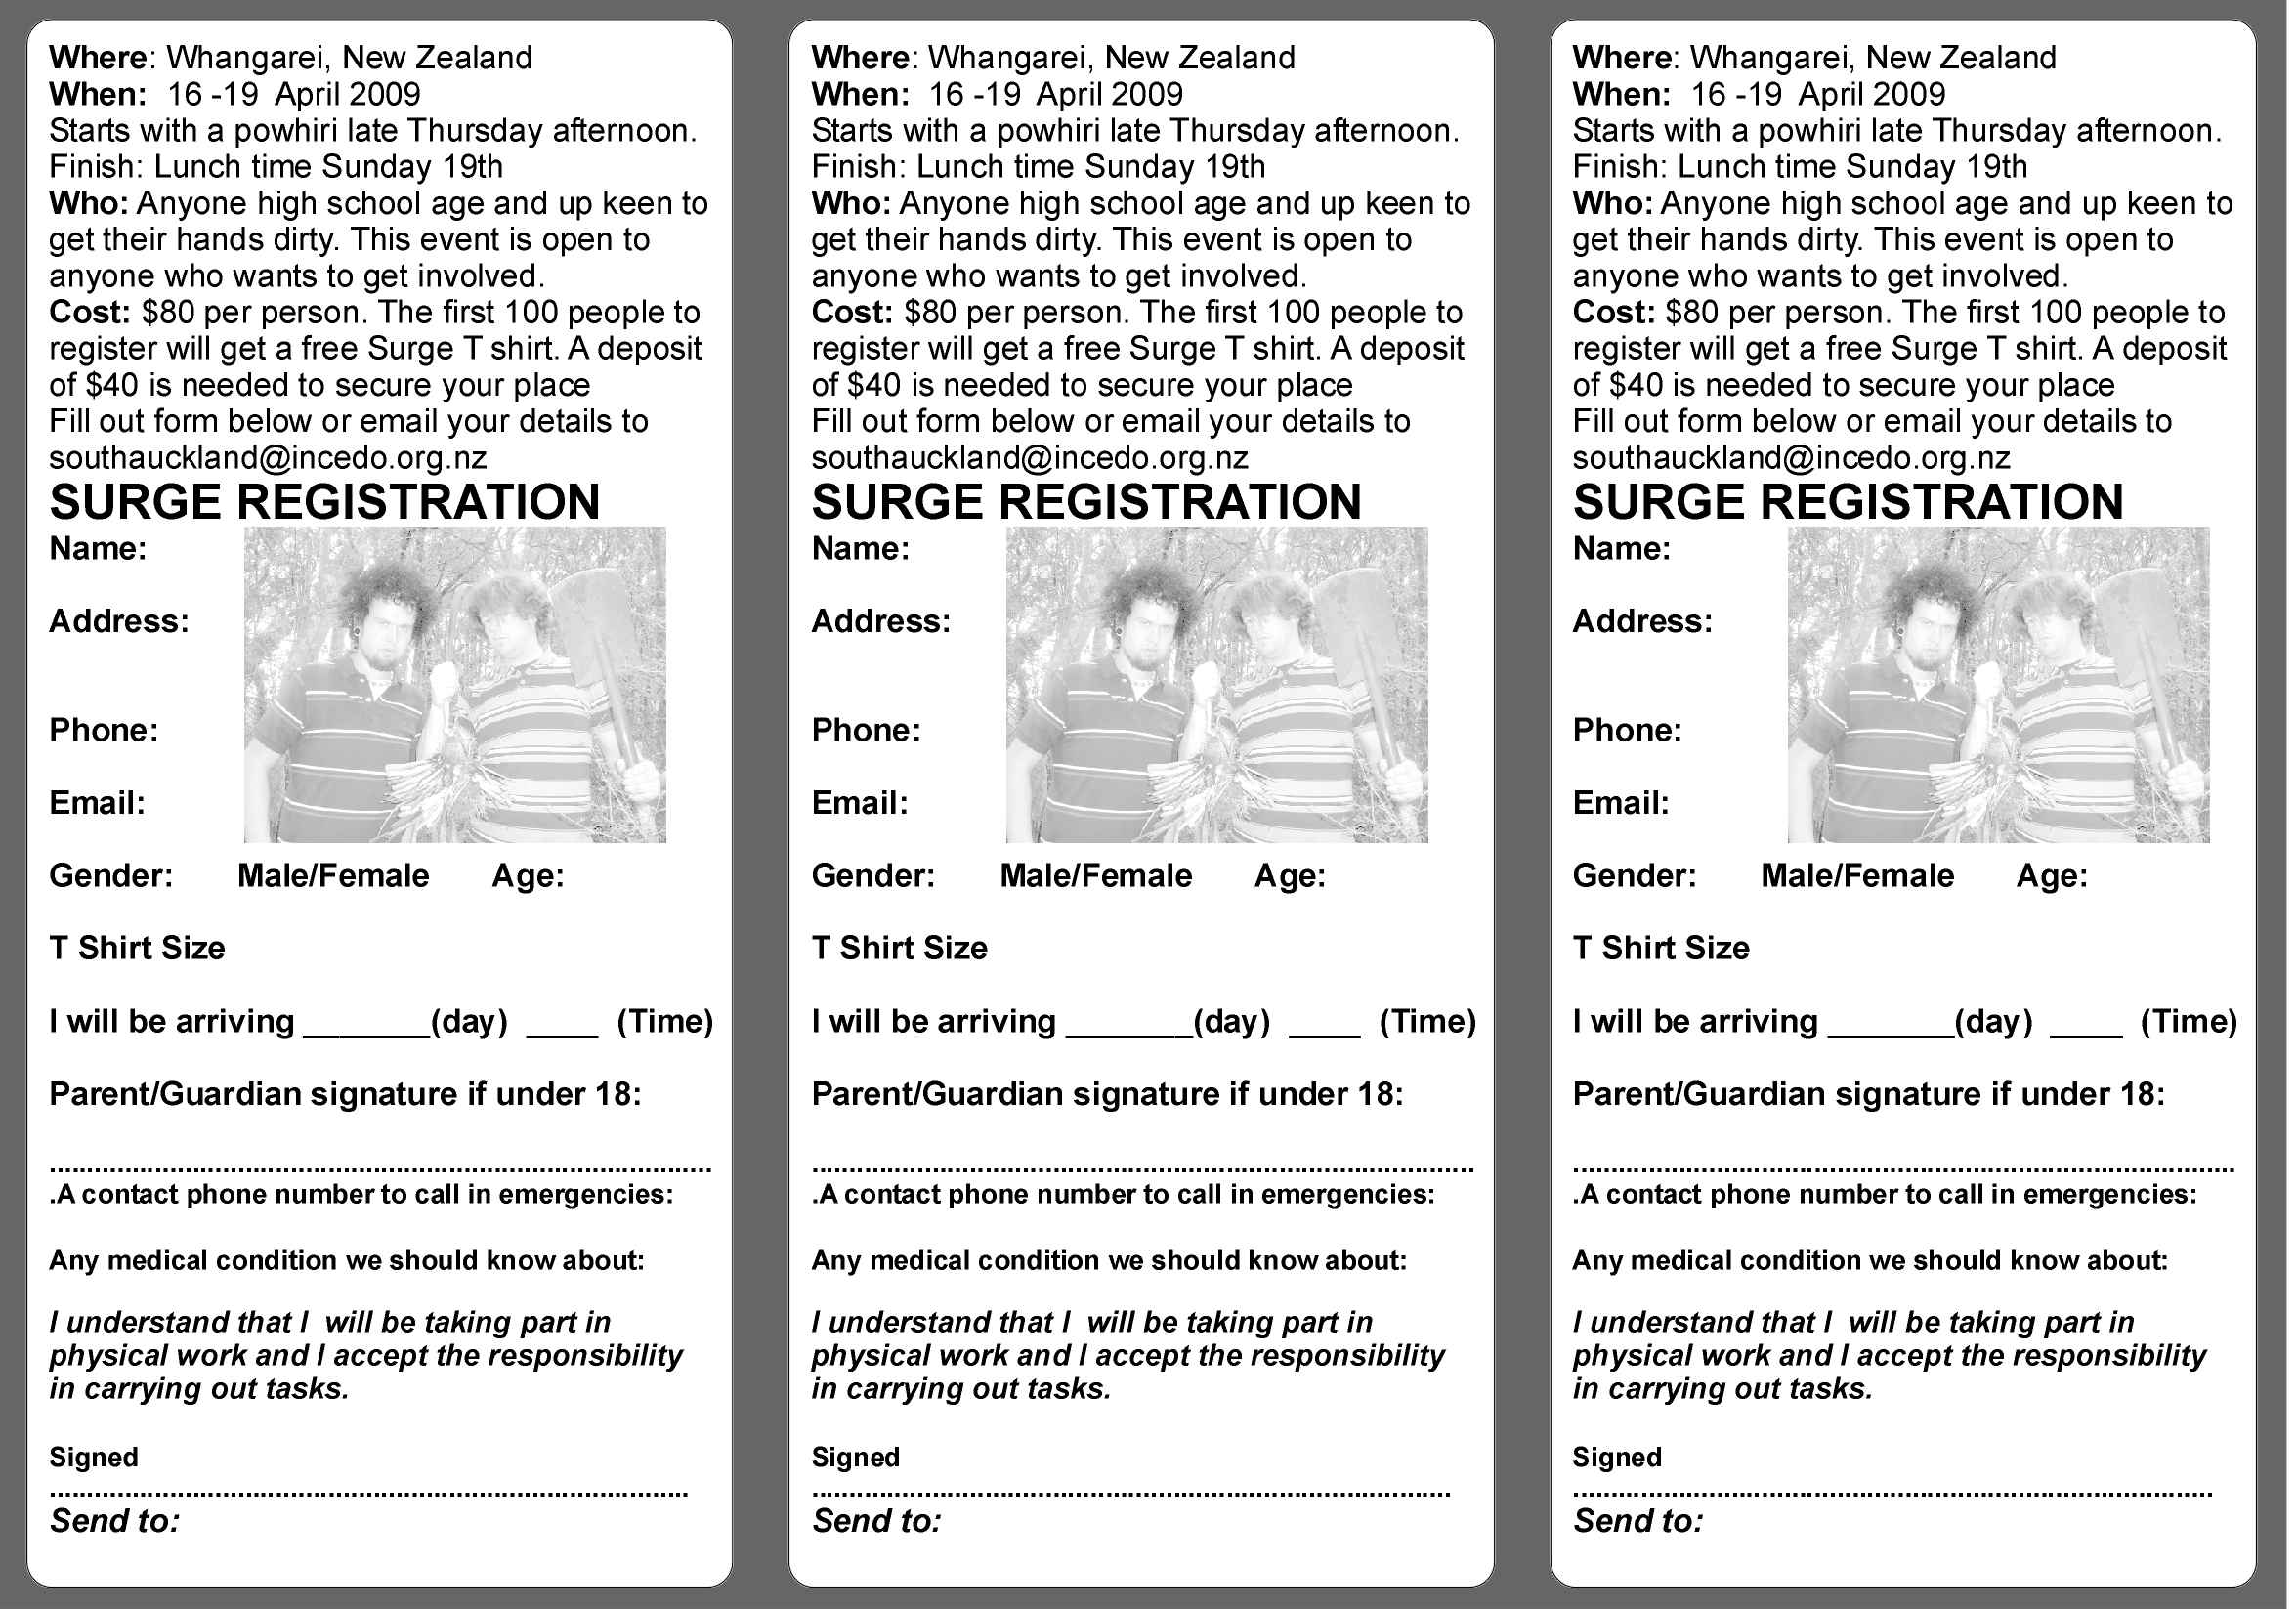 Where: Whangarei, New Zealand
When:  16 -19  April 2009
Starts with a powhiri late Thursday afternoon.
Finish: Lunch time Sunday 19th
Who: Anyone high school age and up keen to
get their hands dirty. This event is open to
anyone who wants to get involved.
Cost: $80 per person. The first 100 people to
register will get a free Surge T shirt. A deposit
of $40 is needed to secure your place
Fill out form below or email your details to
southauckland@incedo.org.nz
SURGE REGISTRATION
Name:
Address:
Phone:
Email:
Gender: Male/Female Age:
T Shirt Size
I will be arriving _______(day)  ____  (Time)
Parent/Guardian signature if under 18:
.A contact phone number to call in emergencies:
Any medical condition we should know about:
I understand that I  will be taking part in
physical work and I accept the responsibility
in carrying out tasks.
Signed
Send to:
Where: Whangarei, New Zealand
When:  16 -19  April 2009
Starts with a powhiri late Thursday afternoon.
Finish: Lunch time Sunday 19th
Who: Anyone high school age and up keen to
get their hands dirty. This event is open to
anyone who wants to get involved.
Cost: $80 per person. The first 100 people to
register will get a free Surge T shirt. A deposit
of $40 is needed to secure your place
Fill out form below or email your details to
southauckland@incedo.org.nz
SURGE REGISTRATION
Name:
Address:
Phone:
Email:
Gender: Male/Female Age:
T Shirt Size
I will be arriving _______(day)  ____  (Time)
Parent/Guardian signature if under 18:
.A contact phone number to call in emergencies:
Any medical condition we should know about:
I understand that I  will be taking part in
physical work and I accept the responsibility
in carrying out tasks.
Signed
Send to:
Where: Whangarei, New Zealand
When:  16 -19  April 2009
Starts with a powhiri late Thursday afternoon.
Finish: Lunch time Sunday 19th
Who: Anyone high school age and up keen to
get their hands dirty. This event is open to
anyone who wants to get involved.
Cost: $80 per person. The first 100 people to
register will get a free Surge T shirt. A deposit
of $40 is needed to secure your place
Fill out form below or email your details to
southauckland@incedo.org.nz
SURGE REGISTRATION
Name:
Address:
Phone:
Email:
Gender: Male/Female Age:
T Shirt Size
I will be arriving _______(day)  ____  (Time)
Parent/Guardian signature if under 18:
.A contact phone number to call in emergencies:
Any medical condition we should know about:
I understand that I  will be taking part in
physical work and I accept the responsibility
in carrying out tasks.
Signed
Send to: